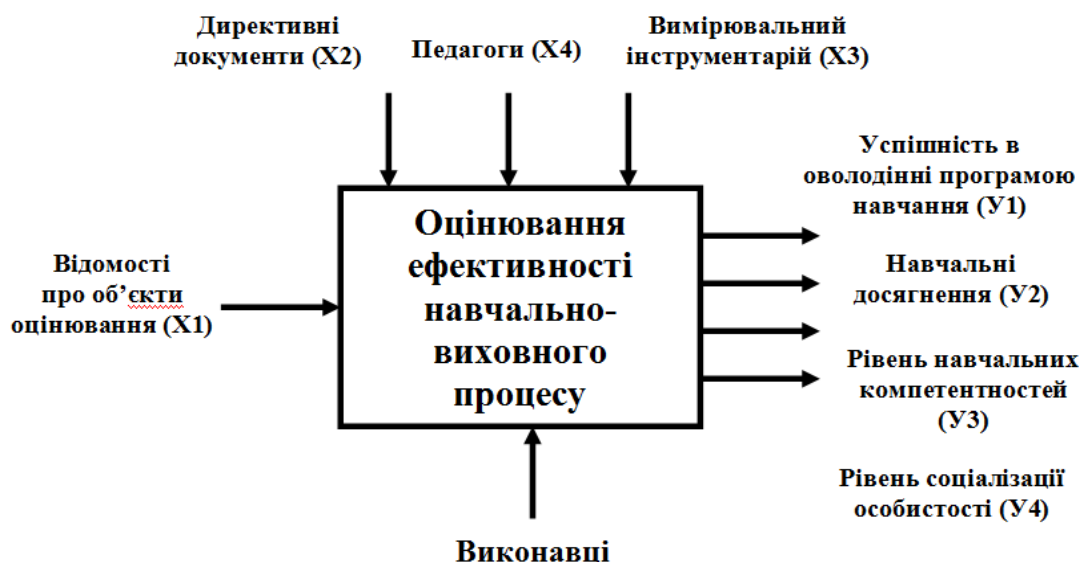 Директивні
документи (Х2)
Педагоги (Х4)
Вимірювальний
інструментарій (Х3)
Відомості
про об’єкти
оцінювання (Х1)
Оцінювання
ефективності
навчально-
виховного
процесу
Успішність в
оволодінні програмою
навчання (У1)
Навчальні
досягнення (У2)
Рівень навчальних
компетентностей
(У3)
Рівень соціалізації
особистості (У4)
Виконавці